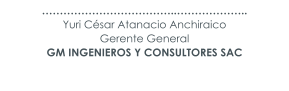 ……………………………..……………..
Yuri César Atanacio Anchiraico
Gerente General
GM INGENIEROS Y CONSULTORES SAC